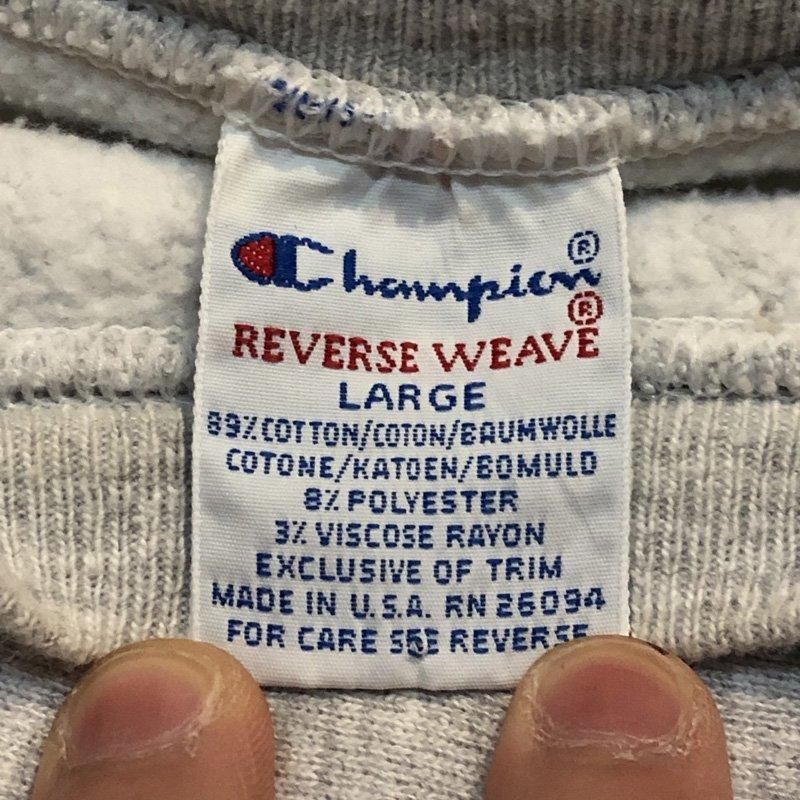 Champion®
REVERSE WEAVE®
LARGE
89% COTTON/COTON/BAUMWOLLE
COTONE/KATOEN/BOMULD
8% POLYESTER
3% VISCOSE RAYON
EXCLUSIVE OF TRIM
MADE IN U.S.A. RN 26094
FOR CARE SEE REVERSE